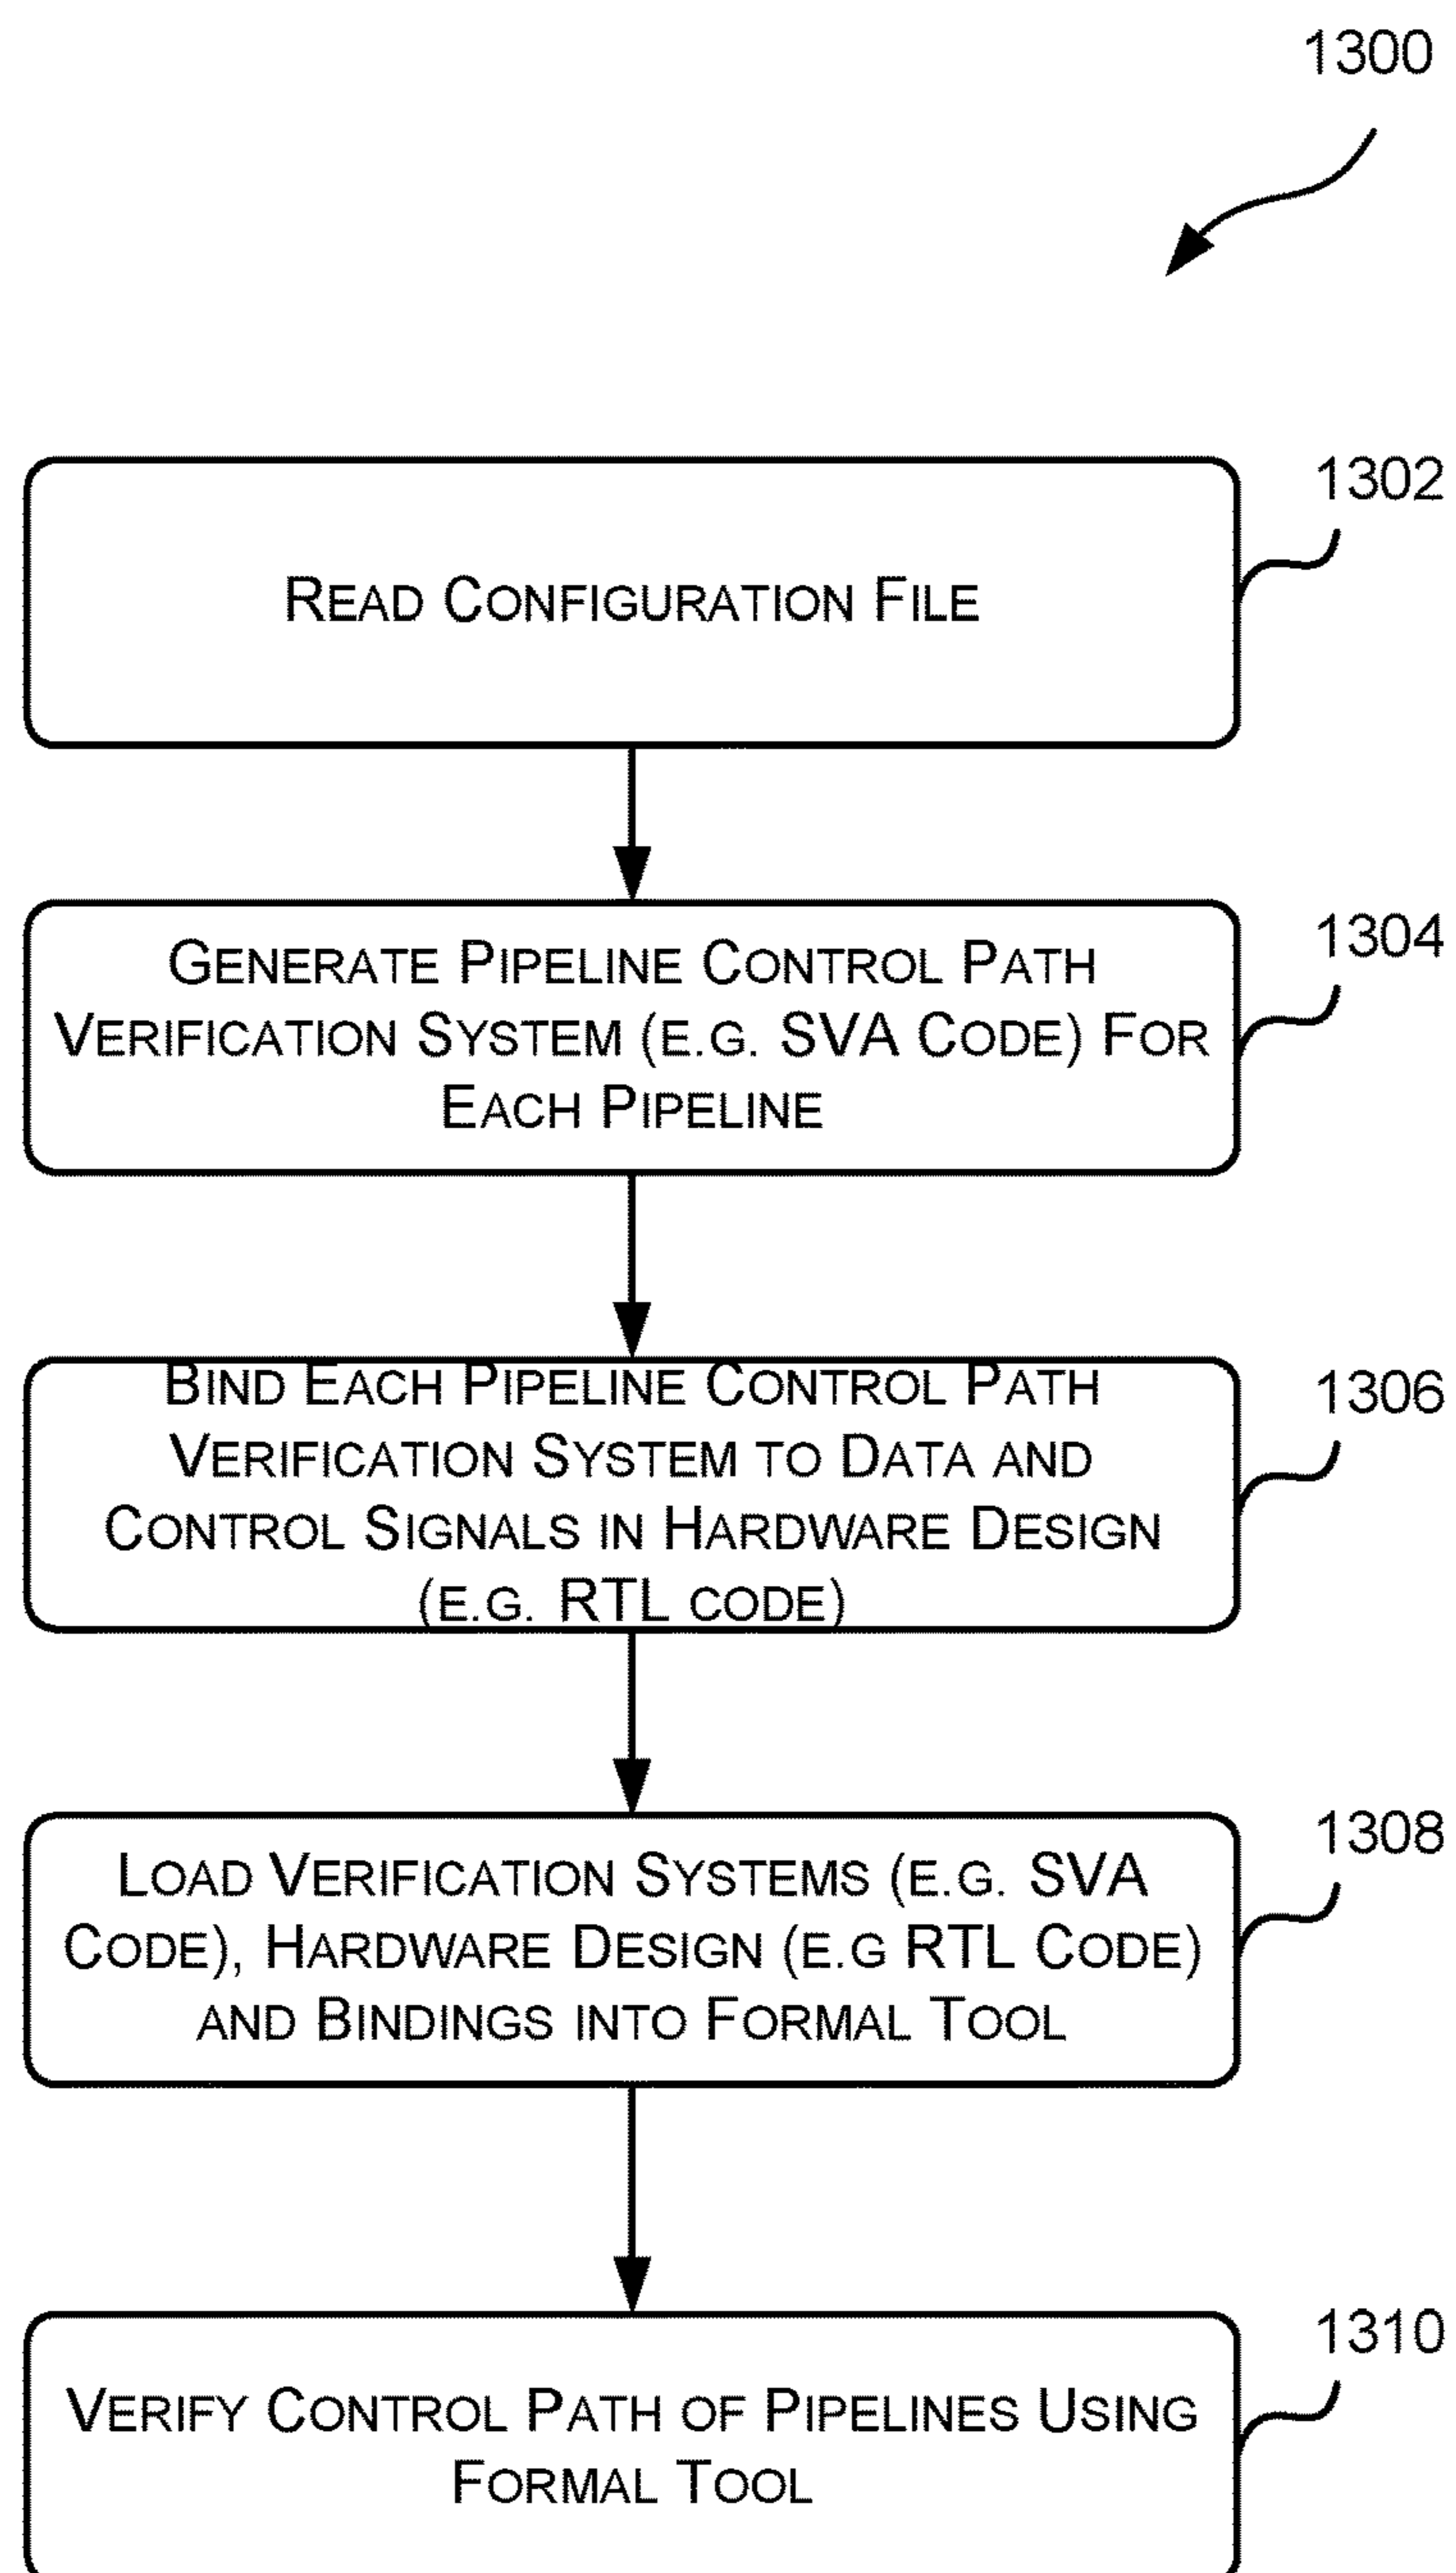 1300
1302
READ CONFIGURATION FILE
1304
GENERATE PIPELINE CONTROL PATH
VERIFICATION SYSTEM (E.G. SVA CODE) FOR
EACH PIPELINE
1306
BIND EACH PIPELINE CONTROL PATH
VERIFICATION SYSTEM TO DATA AND
CONTROL SIGNALS IN HARDWARE DESIGN
(E.G. RTL CODE)
1308
LOAD VERIFICATION SYSTEMS (E.G. SVA
CODE), HARDWARE DESIGN (E.G RTL CODE)
AND BINDINGS INTO FORMAL TOOL
1310
VERIFY CONTROL PATH OF PIPELINES USING
FORMAL TOOL